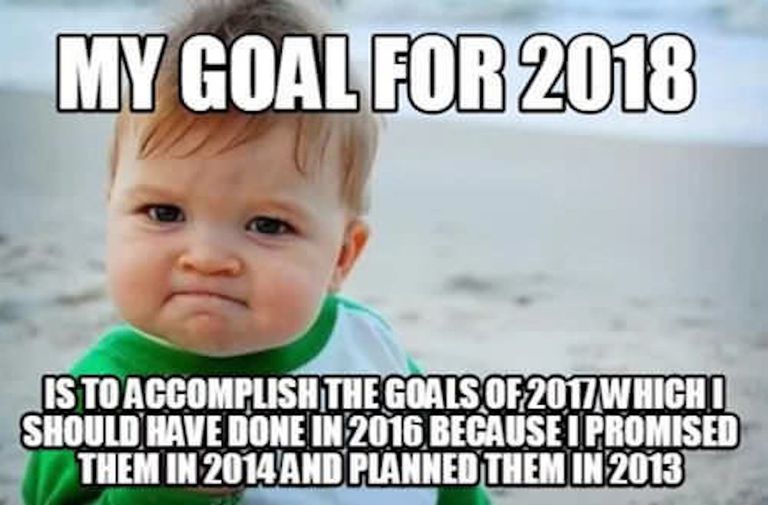 MY GOAL FOR 2018
IS TO ACCOMPLISH THE GOALS OF 2017 WHICH I
SHOULD HAVE DONE IN 2016 BECAUSE I PROMISED
THEM IN 2014 AND PLANNED THEM IN 2013